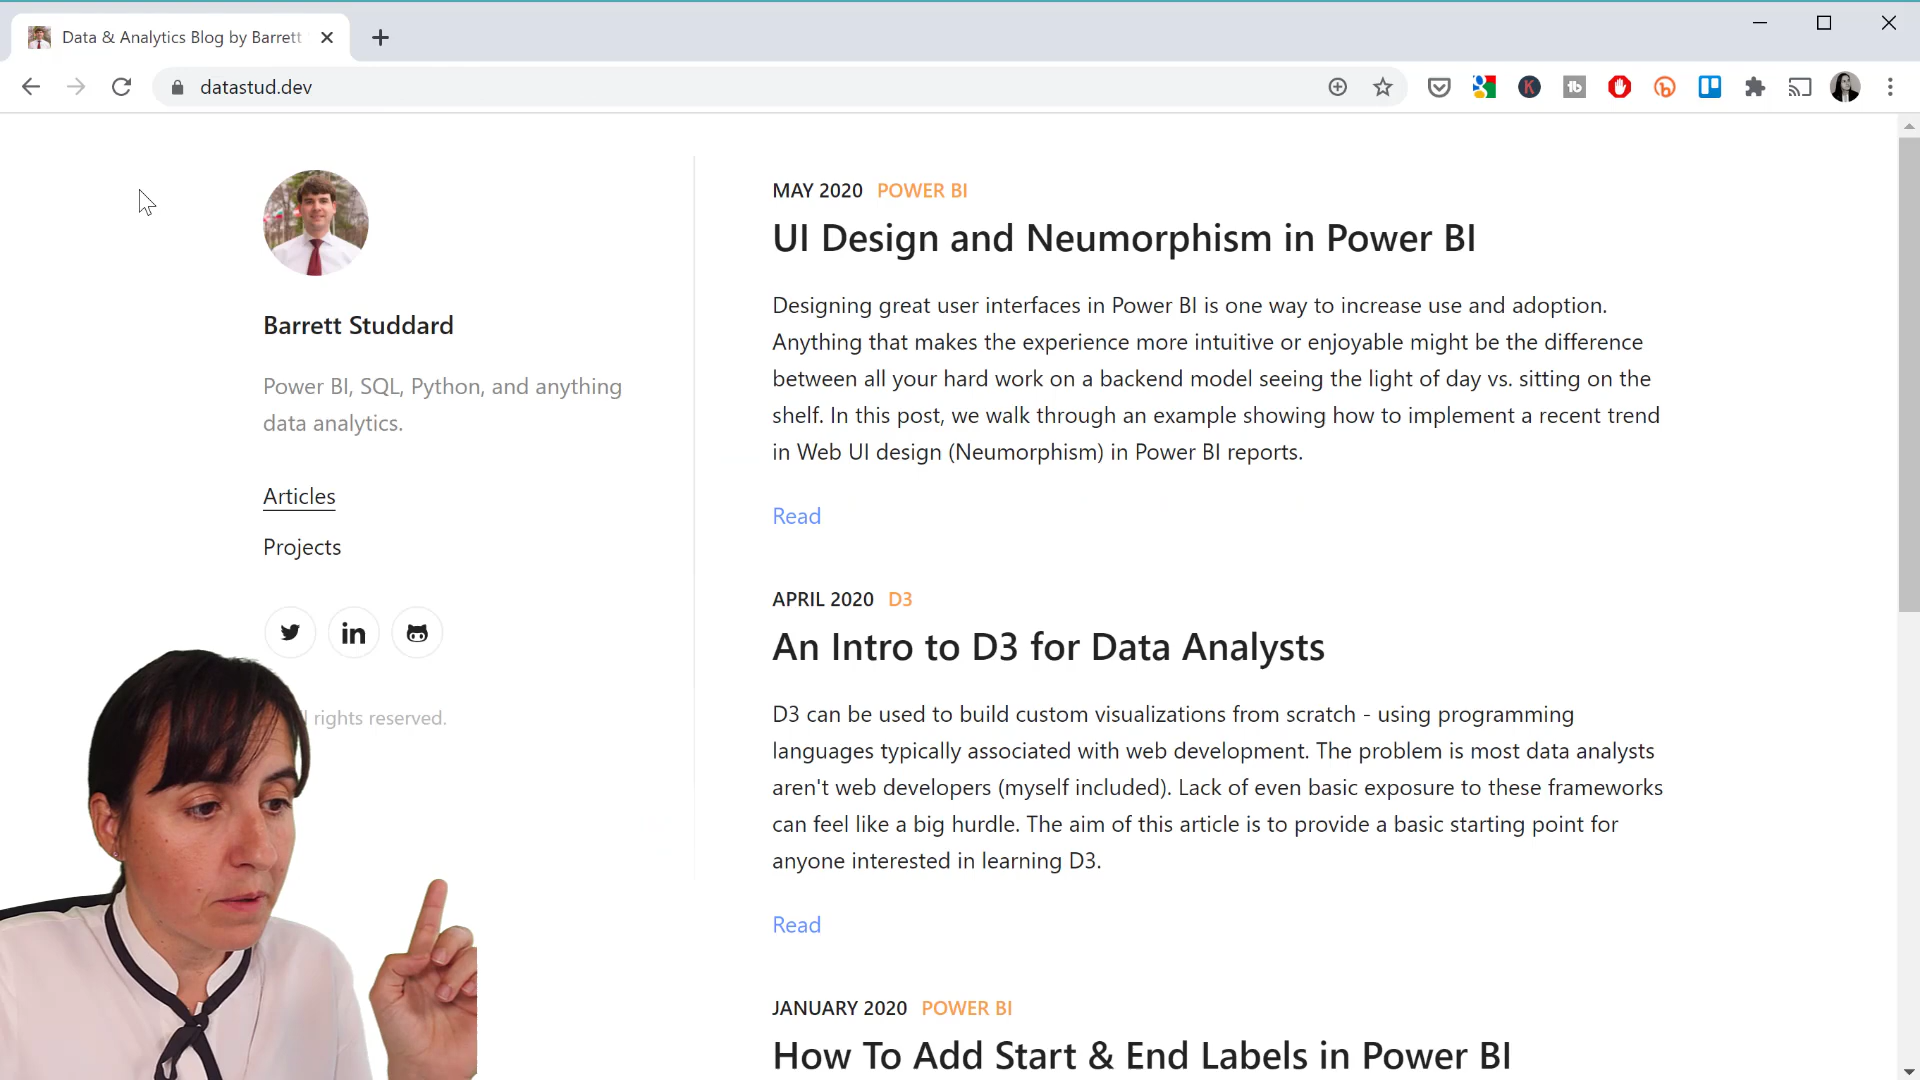 Data & Analytics Blog by Barrett
datastud.dev
Barrett Studdard
Power BI, SQL, Python, and anything
data analytics.
Articles
Projects
rights reserved.
MAY 2020 POWER BI
UI Design and Neumorphism in Power BI
Designing great user interfaces in Power BI is one way to increase use and adoption.
Anything that makes the experience more intuitive or enjoyable might be the difference
between all your hard work on a backend model seeing the light of day vs. sitting on the
shelf. In this post, we walk through an example showing how to implement a recent trend
in Web UI design (Neumorphism) in Power BI reports.
Read
APRIL 2020 D3
An Intro to D3 for Data Analysts
D3 can be used to build custom visualizations from scratch - using programming
languages typically associated with web development. The problem is most data analysts
aren't web developers (myself included). Lack of even basic exposure to these frameworks
can feel like a big hurdle. The aim of this article is to provide a basic starting point for
anyone interested in learning D3.
Read
JANUARY 2020 POWER BI
How To Add Start & End Labels in Power BI